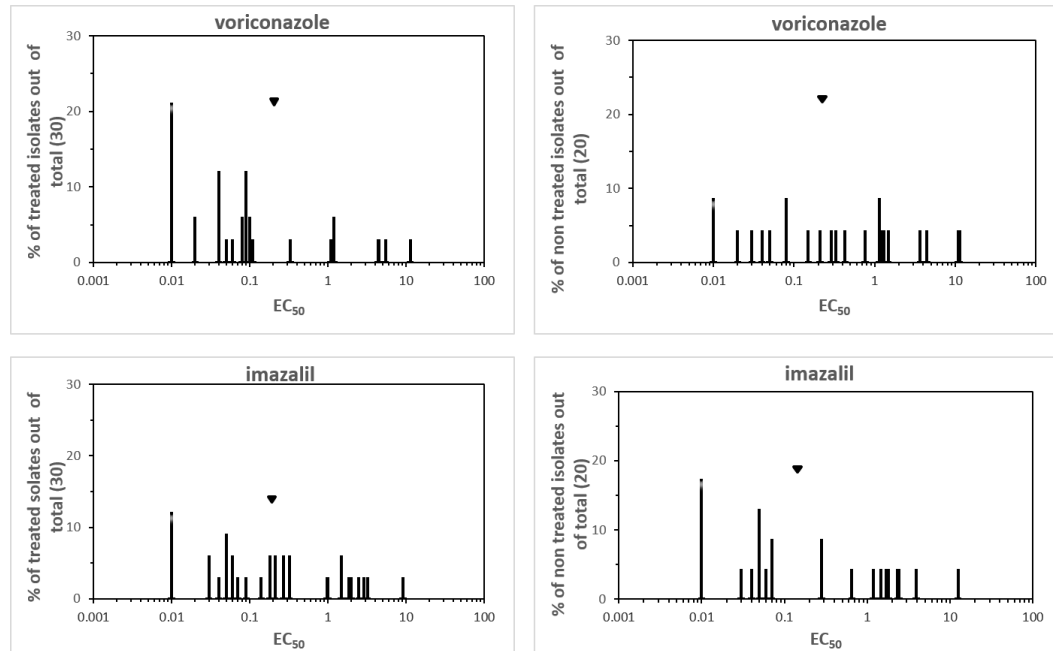 voriconazole
% of treated isolates out of
total (30)
30
20
10
0
0.001
0.01
0.1
1
10
100
EC50
voriconazole
% of non treated isolates out of
total (20)
30
20
10
0
0.001
0.01
0.1
1
10
100
EC50
imazalil
% of treated solates out of
total (30)
30
20
10
0
0.001
0.01
0.1
1
10
100
EC50
imazalil
% of non treated isolates out
of total (20)
30
20
10
0
0.001
0.01
0.1
1
10
100
EC50